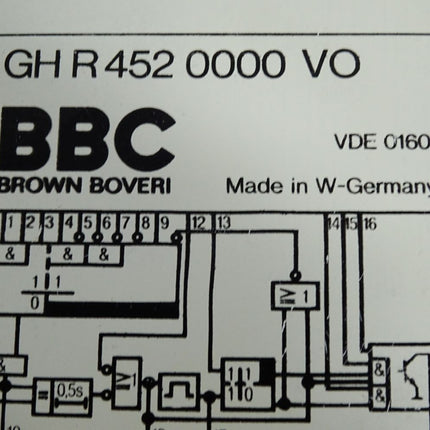 GH R 452 0000 VO
BBC
BROWN BOVERI
VDE 0160
Made in W-Germany
1 2 3 4 5 6 7 8 9 12 13 14 15 16
& & &
1 1
0
≥ 1
&
= 0,5s
≥1
1 1
1 0
&
&